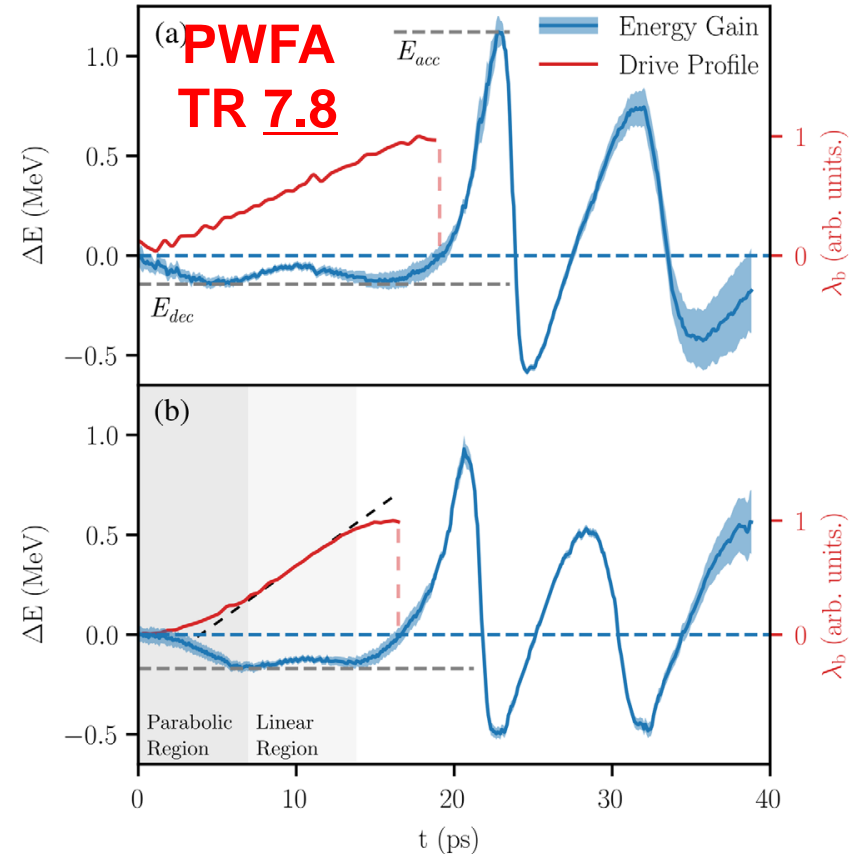 (a)
PWFA
TR 7.8
E_acc
Energy Gain
Drive Profile
1.0
0.5
0.0
−0.5
ΔE (MeV)
1
0
λ_b (arb. units.)
E_dec
(b)
1.0
0.5
0.0
−0.5
ΔE (MeV)
1
0
λ_b (arb. units.)
Parabolic Linear
Region Region
0 10 20 30 40
t (ps)